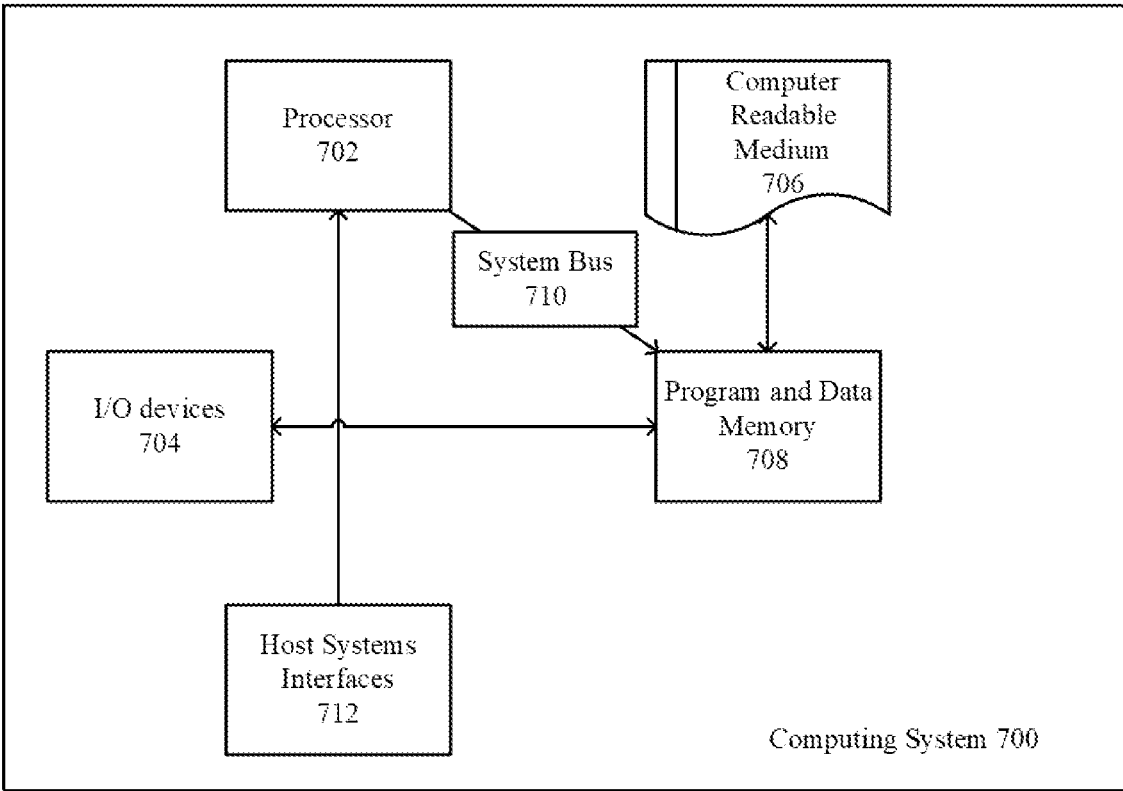 Processor
702
Computer
Readable
Medium
706
System Bus
710
I/O devices
704
Program and Data
Memory
708
Host Systems
Interfaces
712
Computing System 700